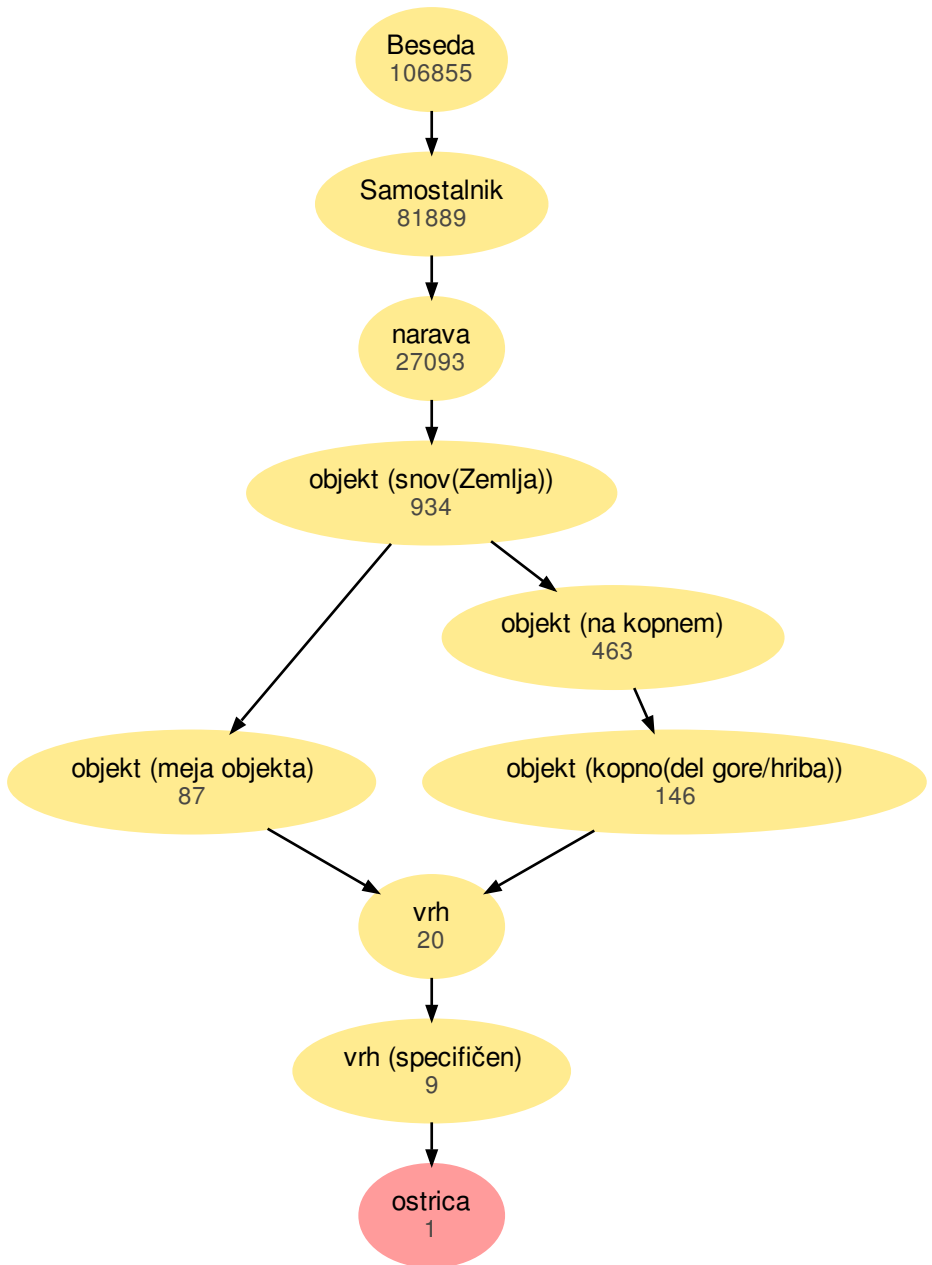 Beseda
106855
Samostalnik
81889
narava
27093
objekt (snov(Zemlja))
934
objekt (na kopnem)
463
objekt (meja objekta)
87
objekt (kopno(del gore/hriba))
146
vrh
20
vrh (specifičen)
9
ostrica
1